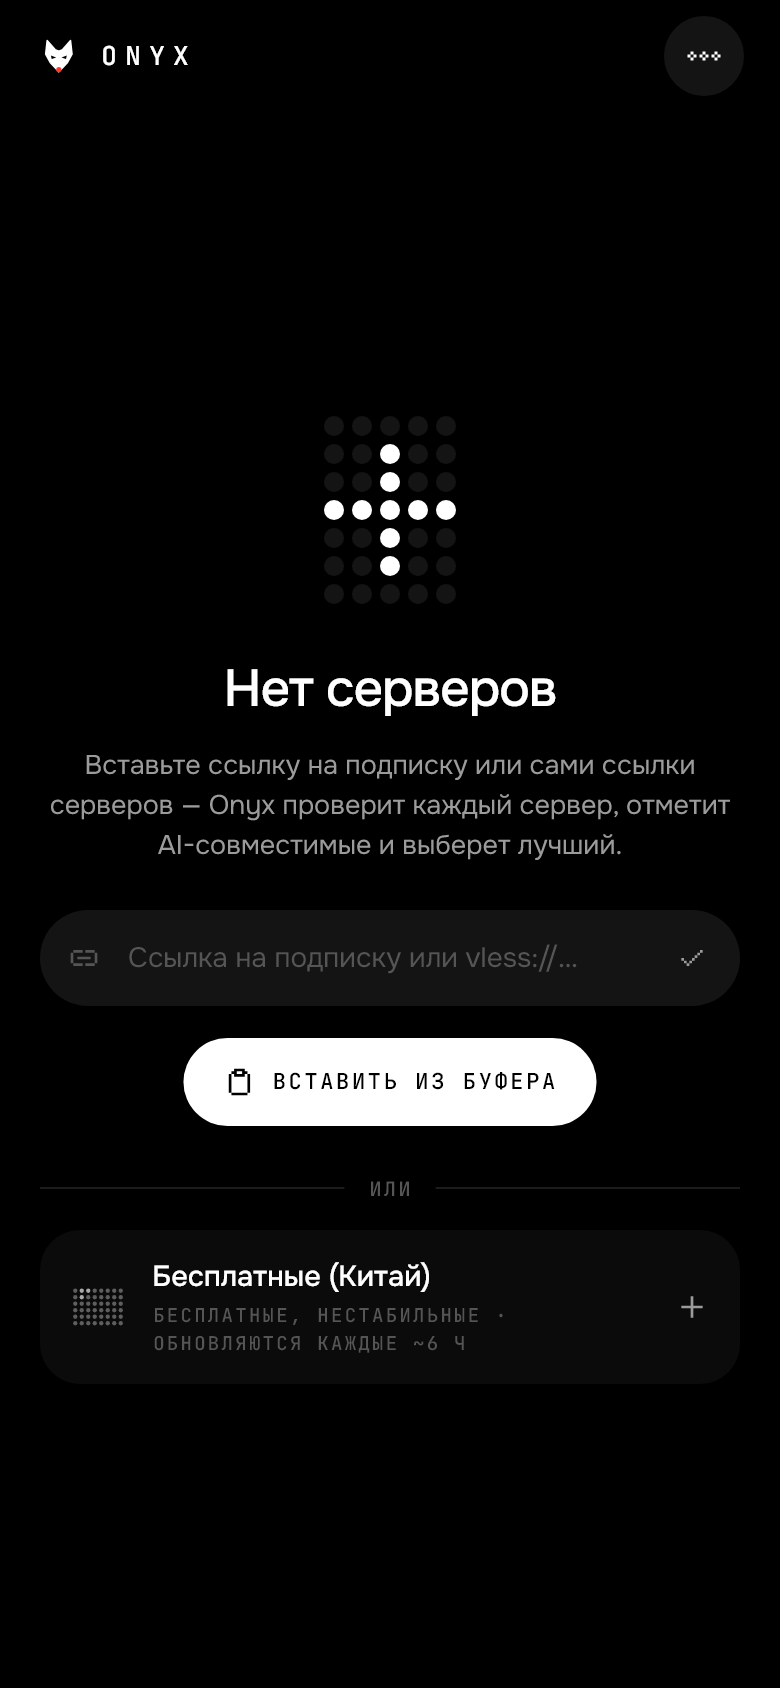 ONYX
Нет серверов
Вставьте ссылку на подписку или сами ссылки
серверов — Onyx проверит каждый сервер, отметит
AI-совместимые и выберет лучший.
Ссылка на подписку или vless://...
ВСТАВИТЬ ИЗ БУФЕРА
ИЛИ
Бесплатные (Китай)
БЕСПЛАТНЫЕ, НЕСТАБИЛЬНЫЕ ·
ОБНОВЛЯЮТСЯ КАЖДЫЕ ~6 Ч